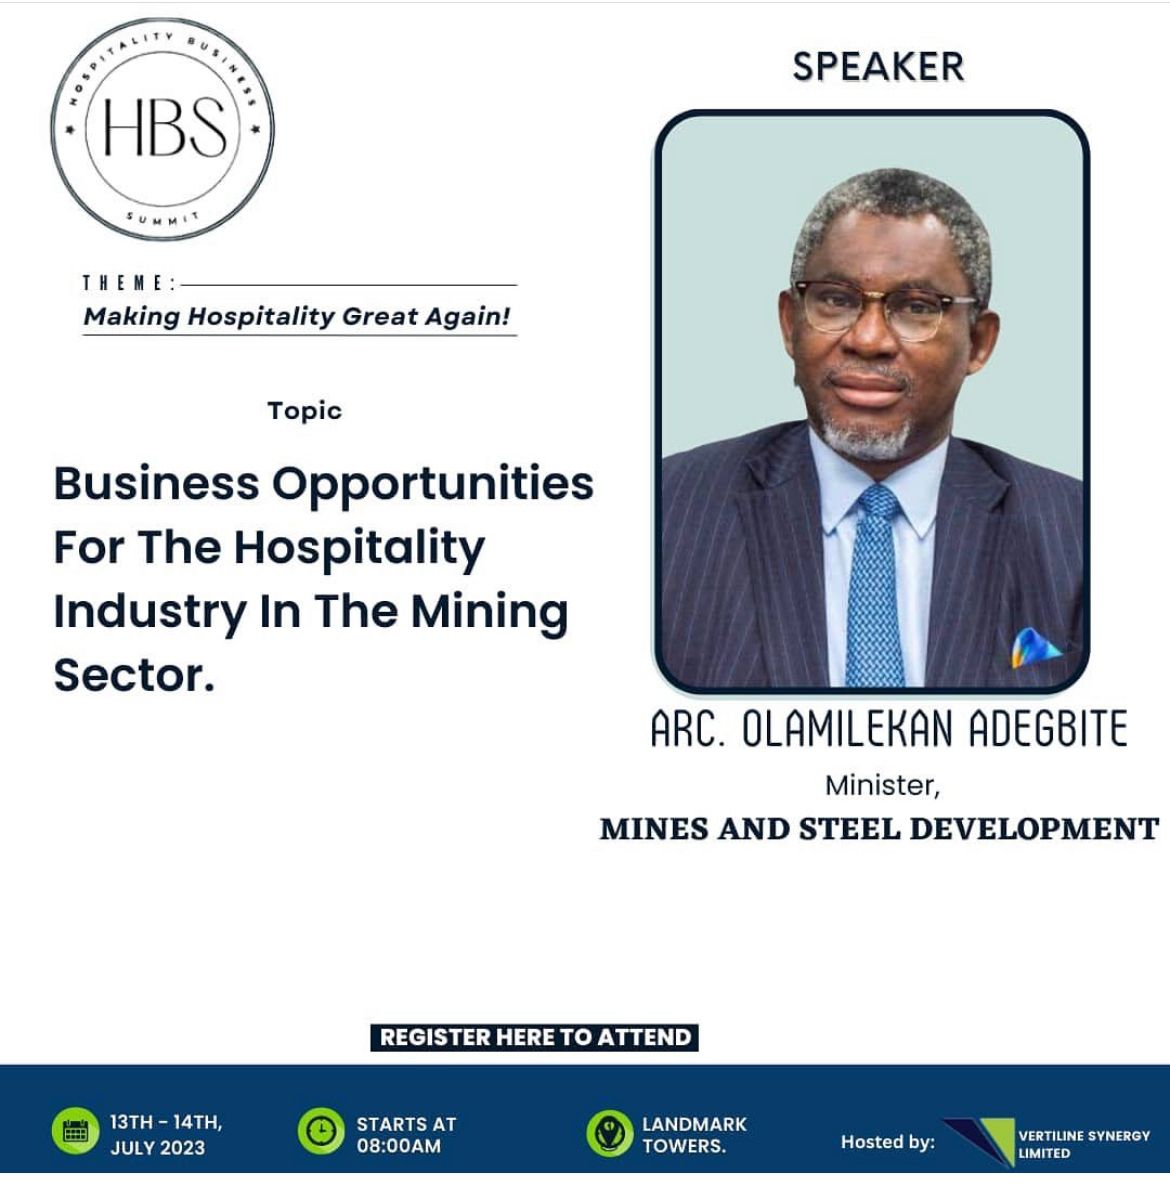 HOSPITALITY BUSINESS
HBS
SUMMIT
THEME:
Making Hospitality Great Again!
Topic
Business Opportunities
For The Hospitality
Industry In The Mining
Sector.
SPEAKER
ARC. OLAMILEKAN ADEGBITE
Minister,
MINES AND STEEL DEVELOPMENT
REGISTER HERE TO ATTEND
13TH – 14TH,
JULY 2023
STARTS AT
08:00AM
LANDMARK
TOWERS.
Hosted by:
VERTILINE SYNERGY
LIMITED